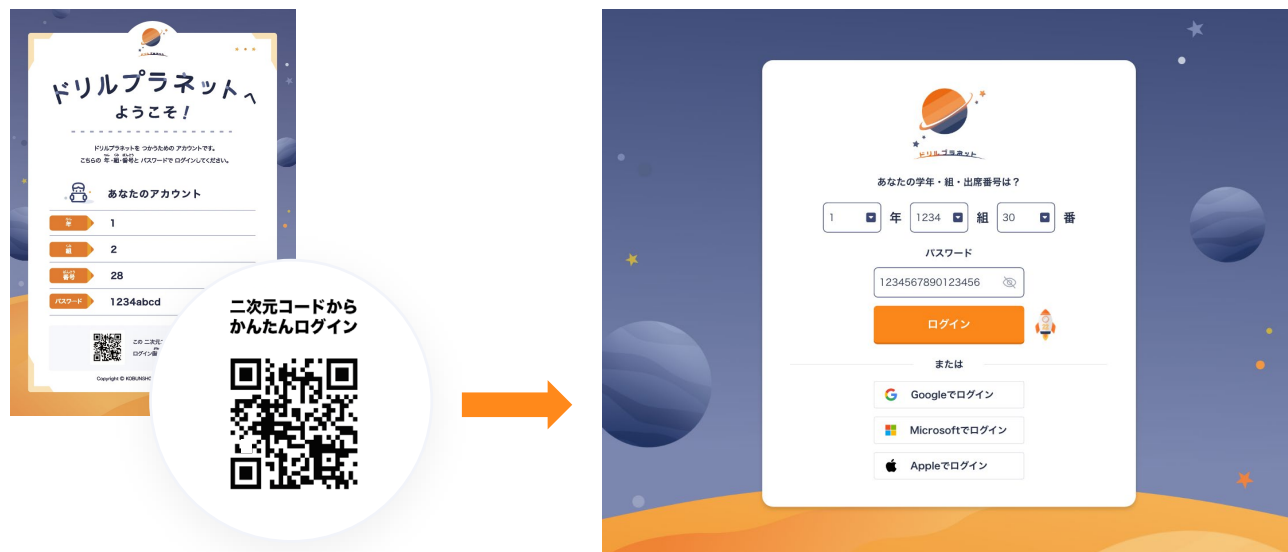 ドリルプラネット
ドリルプラネットへ
ようこそ!
ドリルプラネットを つかうための アカウントです。
こちらの 年・組・番号と パスワードで ログインしてください。
あなたのアカウント
年 1
組 2
番号 28
パスワード 1234abcd
この 二次元
ログイン
Copyright © KOBUNSHO
二次元コードから
かんたんログイン
ドリルプラネット
あなたの学年・組・出席番号は？
1 年 1234 組 30 番
パスワード
1234567890123456
ログイン
または
Googleでログイン
Microsoftでログイン
Appleでログイン